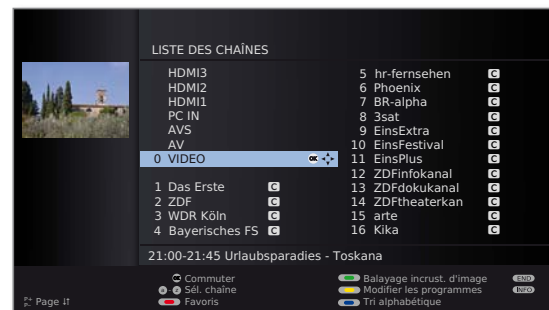 LISTE DES CHAÎNES
HDMI3
HDMI2
HDMI1
PC IN
AVS
AV
0 VIDEO OK
1 Das Erste C
2 ZDF C
3 WDR Köln C
4 Bayerisches FS C
5 hr-fernsehen C
6 Phoenix C
7 BR-alpha C
8 3sat C
9 EinsExtra C
10 EinsFestival C
11 EinsPlus C
12 ZDFinfokanal C
13 ZDFdokukanal C
14 ZDFtheaterkan C
15 arte C
16 Kika C
21:00-21:45 Urlaubsparadies - Toskana
OK Commuter
Sél. chaîne
Favoris
Balayage incrust. d'image END
Modifier les programmes INFO
Tri alphabétique
P+ P– Page